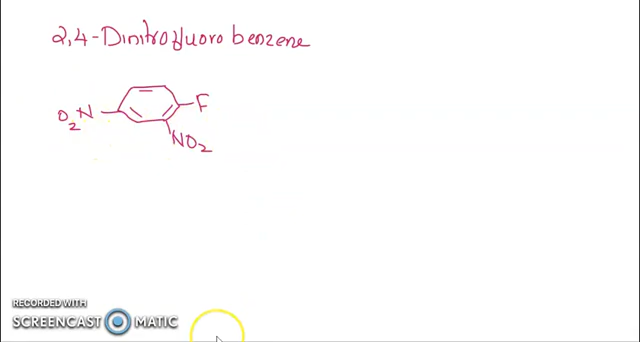 2,4-Dinitrofluorobenzene
O2N
F
NO2
RECORDED WITH
SCREENCAST MATIC